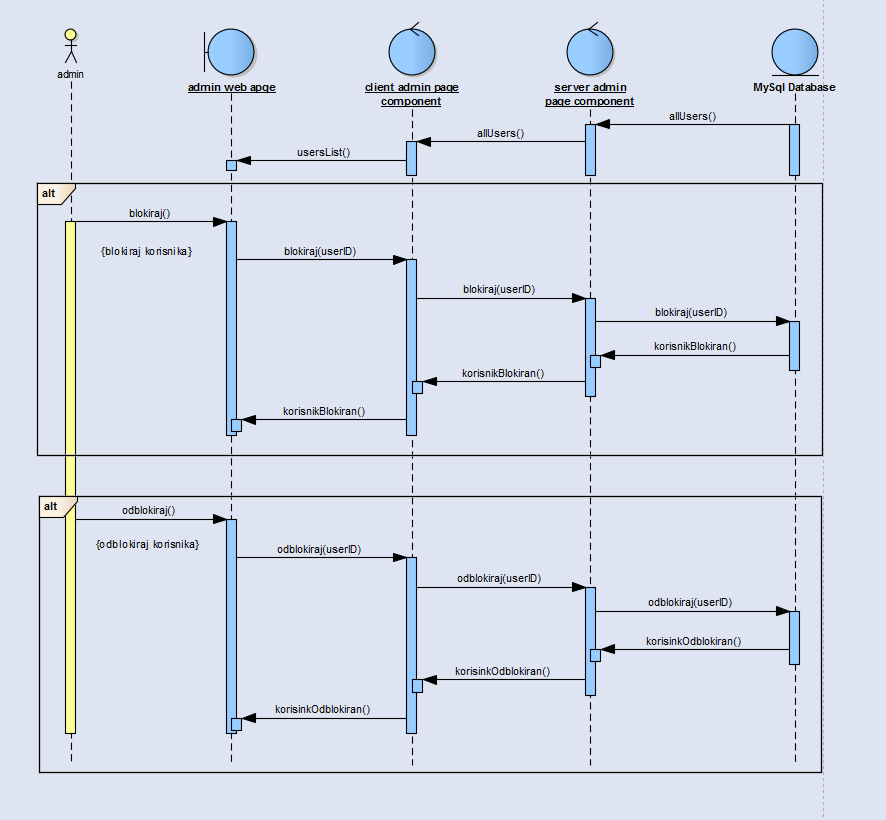 admin
admin web apge
client admin page
component
server admin
page component
MySql Database
allUsers()
allUsers()
usersList()
alt
blokiraj()
{blokiraj korisnika}
blokiraj(userID)
blokiraj(userID)
blokiraj(userID)
korisnikBlokiran()
korisnikBlokiran()
korisnikBlokiran()
alt
odblokiraj()
{odblokiraj korisnika}
odblokiraj(userID)
odblokiraj(userID)
odblokiraj(userID)
korisinkOdblokiran()
korisinkOdblokiran()
korisinkOdblokiran()